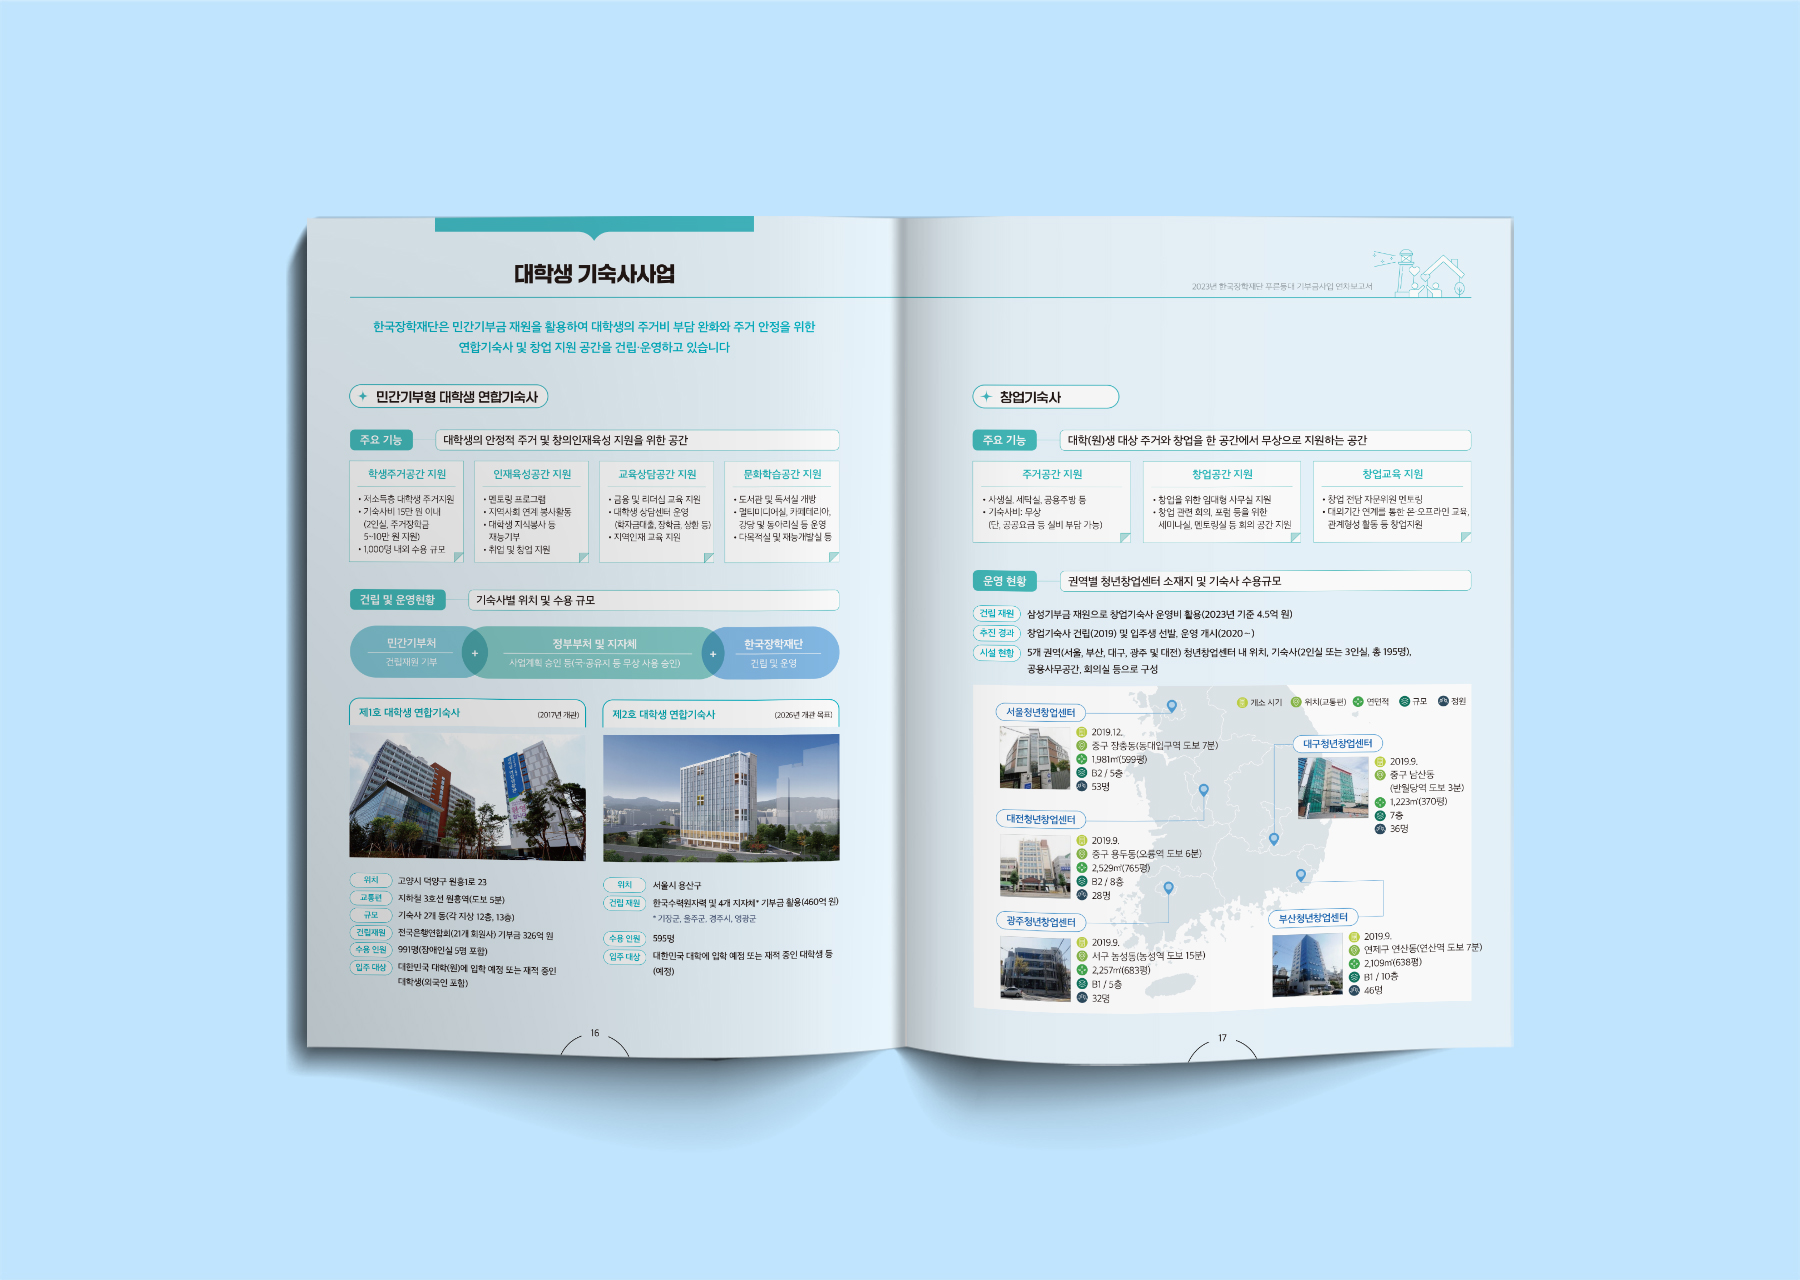 대학생 기숙사사업
2023년 한국장학재단 푸른등대 기부금사업 연차보고서
한국장학재단은 민간기부금 재원을 활용하여 대학생의 주거비 부담 완화와 주거 안정을 위한
연합기숙사 및 창업 지원 공간을 건립·운영하고 있습니다
민간기부형 대학생 연합기숙사
주요 기능
대학생의 안정적 주거 및 창의인재육성 지원을 위한 공간
학생주거공간 지원
• 저소득층 대학생 주거지원
• 기숙사비 15만 원 이내
(2인실, 주거장학금
5~10만 원 지원)
• 1,000명 내외 수용 규모
인재육성공간 지원
• 멘토링 프로그램
• 지역사회 연계 봉사활동
• 대학생 지식봉사 등
재능기부
• 취업 및 창업 지원
교육상담공간 지원
• 금융 및 리더십 교육 지원
• 대학생 상담센터 운영
(학자금대출, 장학금, 상환 등)
• 지역인재 교육 지원
문화학습공간 지원
• 도서관 및 독서실 개방
• 멀티미디어실, 카페테리아,
강당 및 동아리실 등 운영
• 다목적실 및 재능개발실 등
건립 및 운영현황
기숙사별 위치 및 수용 규모
민간기부처
건립재원 기부
+
정부부처 및 지자체
사업계획 승인 등(국·공유지 등 무상 사용 승인)
+
한국장학재단
건립 및 운영
제1호 대학생 연합기숙사
(2017년 개관)
위치
고양시 덕양구 원흥1로 23
교통편
지하철 3호선 원흥역(도보 5분)
규모
기숙사 2개 동(각 지상 12층, 13층)
건립재원
전국은행연합회(21개 회원사) 기부금 326억 원
수용 인원
991명(장애인실 5명 포함)
입주 대상
대한민국 대학(원)에 입학 예정 또는 재적 중인
대학생(외국인 포함)
제2호 대학생 연합기숙사
(2026년 개관 목표)
위치
서울시 용산구
건립 재원
한국수력원자력 및 4개 지자체* 기부금 활용(460억 원)
* 기장군, 울주군, 경주시, 영광군
수용 인원
595명
입주 대상
대한민국 대학에 입학 예정 또는 재적 중인 대학생 등
(예정)
16
창업기숙사
주요 기능
대학(원)생 대상 주거와 창업을 한 공간에서 무상으로 지원하는 공간
주거공간 지원
• 사생실, 세탁실, 공용주방 등
• 기숙사비: 무상
(단, 공공요금 등 실비 부담 가능)
창업공간 지원
• 창업을 위한 임대형 사무실 지원
• 창업 관련 회의, 포럼 등을 위한
세미나실, 멘토링실 등 회의 공간 지원
창업교육 지원
• 창업 전담 자문위원 멘토링
• 대외기관 연계를 통한 온·오프라인 교육,
관계형성 활동 등 창업지원
운영 현황
권역별 청년창업센터 소재지 및 기숙사 수용규모
건립 재원
삼성기부금 재원으로 창업기숙사 운영비 활용(2023년 기준 4.5억 원)
추진 경과
창업기숙사 건립(2019) 및 입주생 선발, 운영 개시(2020~)
시설 현황
5개 권역(서울, 부산, 대구, 광주 및 대전) 청년창업센터 내 위치, 기숙사(2인실 또는 3인실, 총 195명),
공용사무공간, 회의실 등으로 구성
개소 시기
위치(교통편)
연면적
규모
정원
서울청년창업센터
2019.12.
중구 장충동(동대입구역 도보 7분)
1,981㎡(599평)
B2 / 5층
53명
대구청년창업센터
2019.9.
중구 남산동
(반월당역 도보 3분)
1,223㎡(370평)
7층
36명
대전청년창업센터
2019.9.
중구 용두동(오룡역 도보 6분)
2,529㎡(765평)
B2 / 8층
28명
광주청년창업센터
2019.9.
서구 농성동(농성역 도보 15분)
2,257㎡(683평)
B1 / 5층
32명
부산청년창업센터
2019.9.
연제구 연산동(연산역 도보 7분)
2,109㎡(638평)
B1 / 10층
46명
17